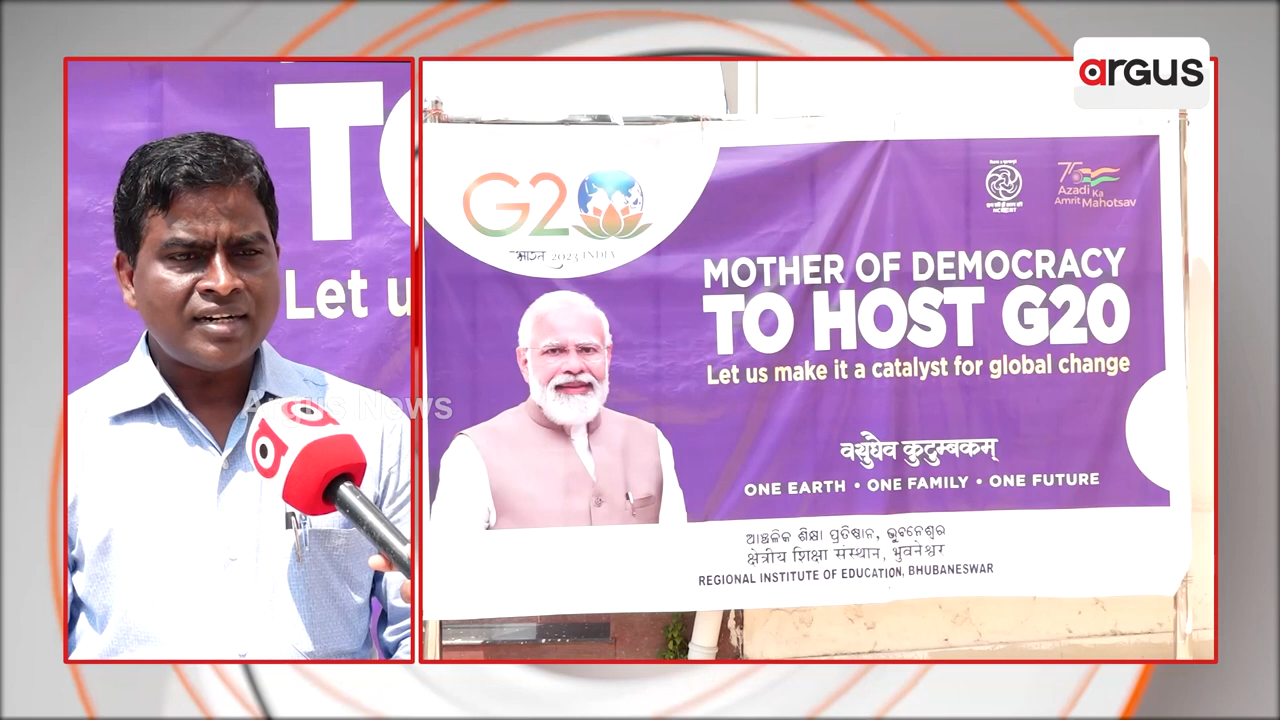 argus
TO
Let u
Argus News
G20
भारत 2023 INDIA
NCERT
75
Azadi Ka
Amrit Mahotsav
MOTHER OF DEMOCRACY
TO HOST G20
Let us make it a catalyst for global change
वसुधैव कुटुम्बकम्
ONE EARTH • ONE FAMILY • ONE FUTURE
ଆଞ୍ଚଳିକ ଶିକ୍ଷା ପ୍ରତିଷ୍ଠାନ, ଭୁବନେଶ୍ୱର
क्षेत्रीय शिक्षा संस्थान, भुवनेश्वर
REGIONAL INSTITUTE OF EDUCATION, BHUBANESWAR